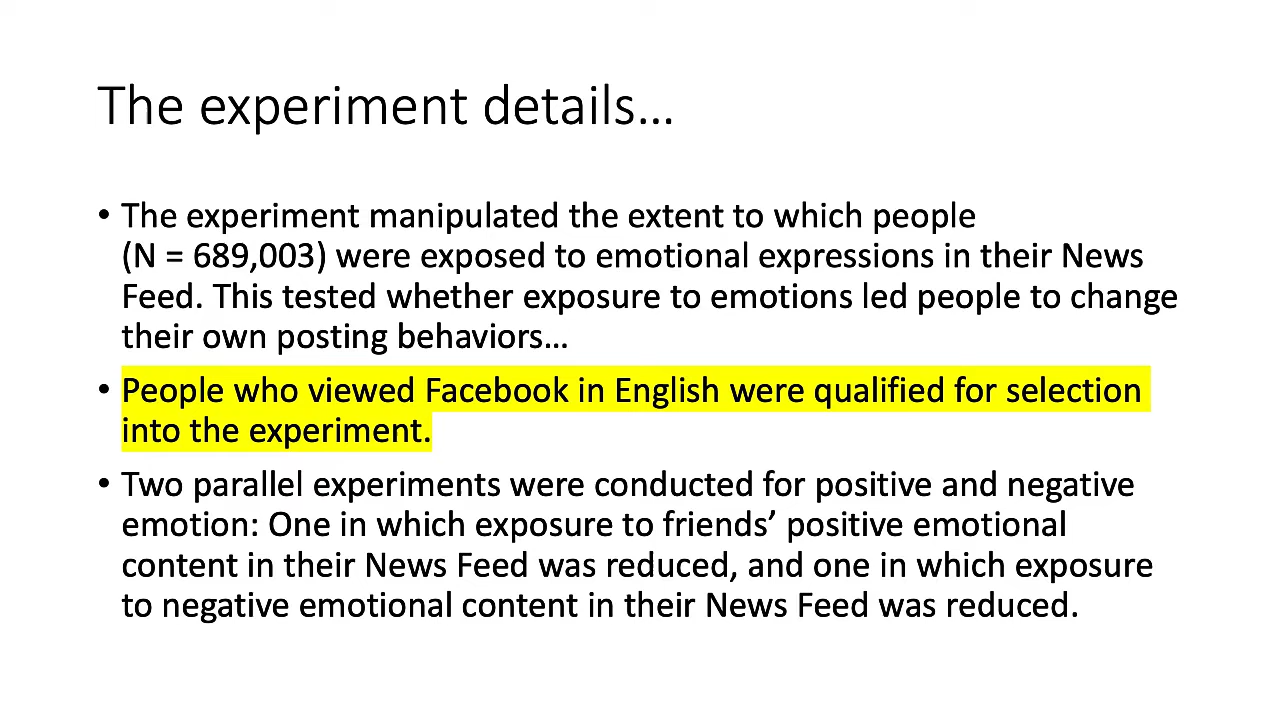 The experiment details…
• The experiment manipulated the extent to which people
(N = 689,003) were exposed to emotional expressions in their News
Feed. This tested whether exposure to emotions led people to change
their own posting behaviors…
• People who viewed Facebook in English were qualified for selection
into the experiment.
• Two parallel experiments were conducted for positive and negative
emotion: One in which exposure to friends’ positive emotional
content in their News Feed was reduced, and one in which exposure
to negative emotional content in their News Feed was reduced.